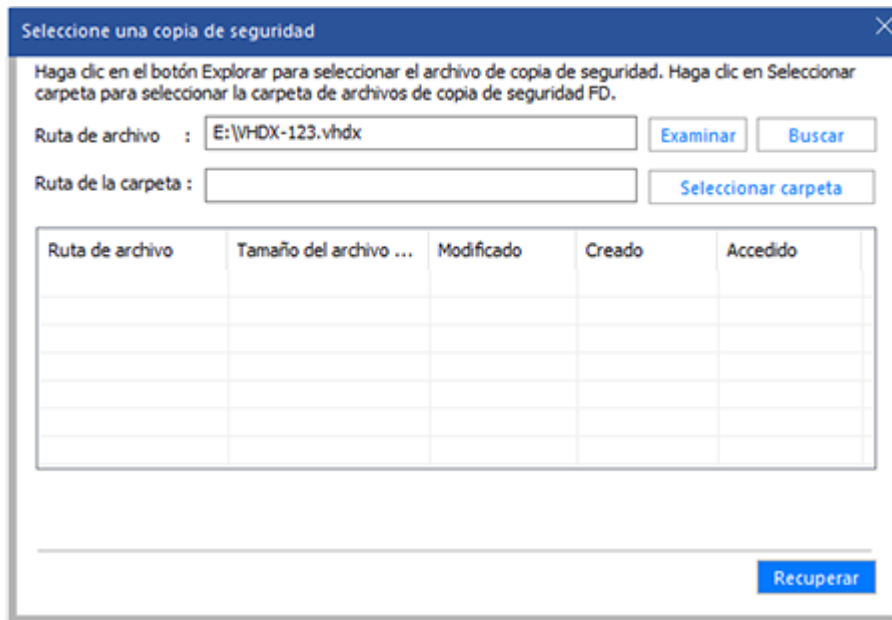 Seleccione una copia de seguridad
Haga clic en el botón Explorar para seleccionar el archivo de copia de seguridad. Haga clic en Seleccionar
carpeta para seleccionar la carpeta de archivos de copia de seguridad FD.
Ruta de archivo : E:\VHDX-123.vhdx Examinar Buscar
Ruta de la carpeta : Seleccionar carpeta
Ruta de archivo Tamaño del archivo ... Modificado Creado Accedido
Recuperar